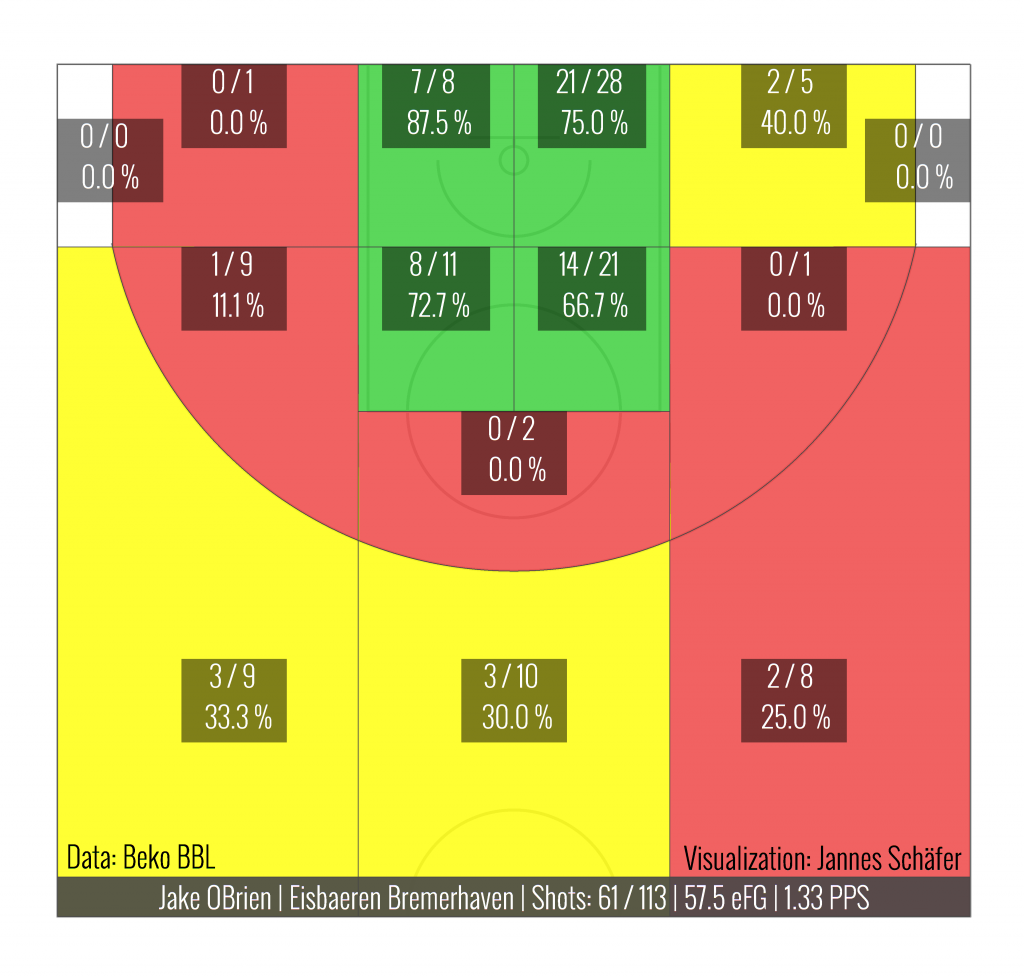 0 / 1
0.0 %
7 / 8
87.5 %
21 / 28
75.0 %
2 / 5
40.0 %
0 / 0
0.0 %
0 / 0
0.0 %
1 / 9
11.1 %
8 / 11
72.7 %
14 / 21
66.7 %
0 / 1
0.0 %
0 / 2
0.0 %
3 / 9
33.3 %
3 / 10
30.0 %
2 / 8
25.0 %
Data: Beko BBL
Visualization: Jannes Schäfer
Jake OBrien | Eisbaeren Bremerhaven | Shots: 61 / 113 | 57.5 eFG | 1.33 PPS